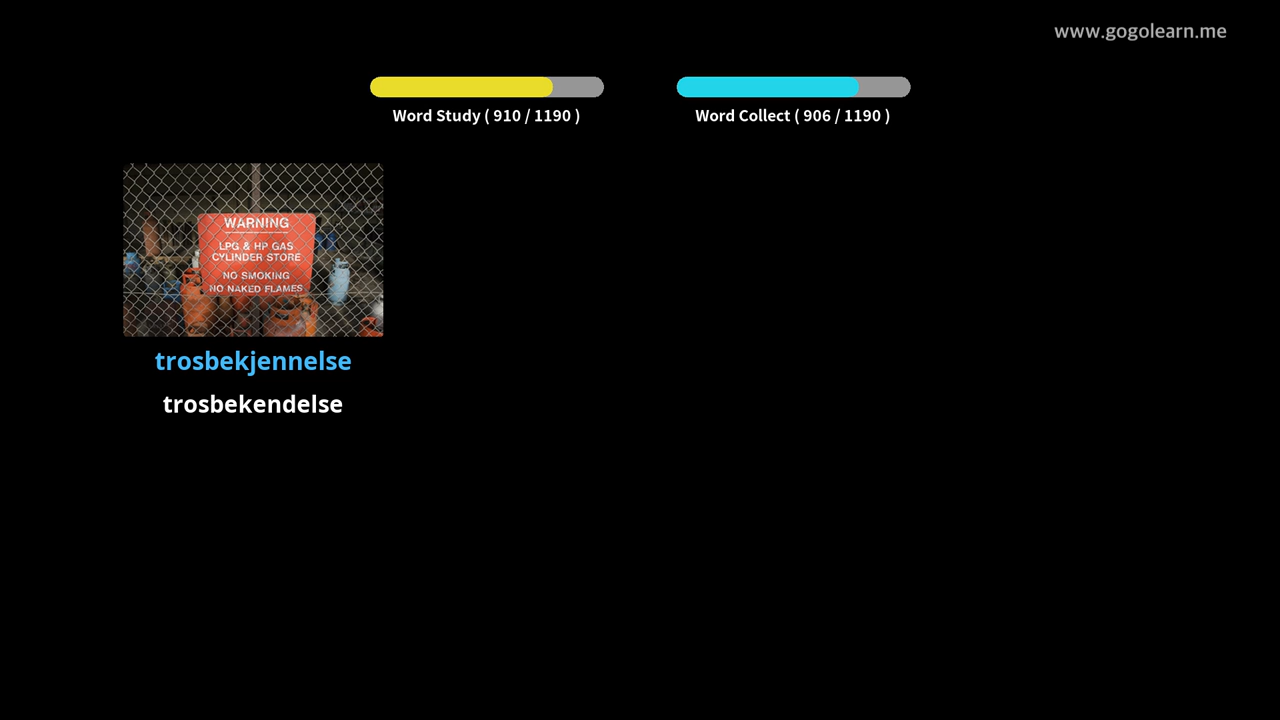 www.gogolearn.me
Word Study ( 910 / 1190 )
Word Collect ( 906 / 1190 )
WARNING
LPG & HP GAS
CYLINDER STORE
NO SMOKING
NO NAKED FLAMES
trosbekjennelse
trosbekendelse